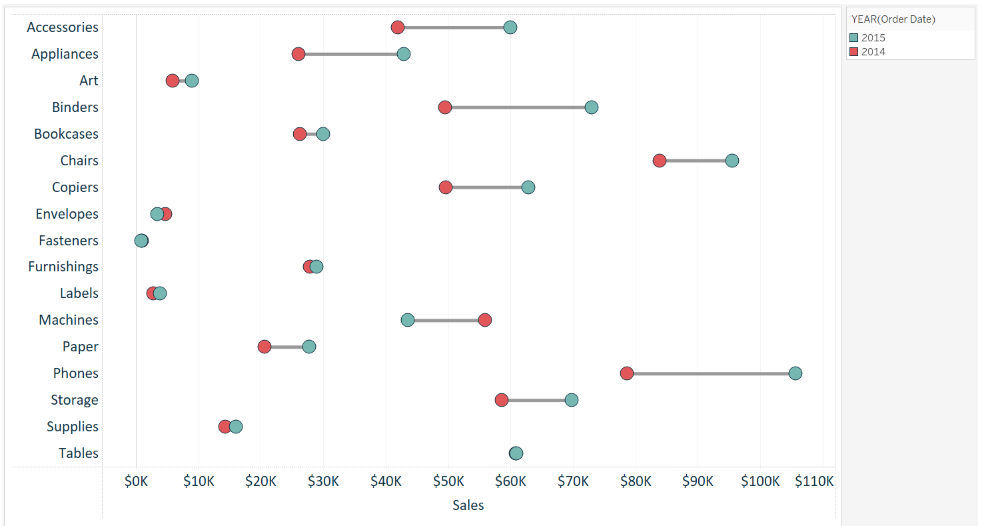 Accessories
Appliances
Art
Binders
Bookcases
Chairs
Copiers
Envelopes
Fasteners
Furnishings
Labels
Machines
Paper
Phones
Storage
Supplies
Tables
$0K $10K $20K $30K $40K $50K $60K $70K $80K $90K $100K $110K
Sales
YEAR(Order Date)
2015
2014